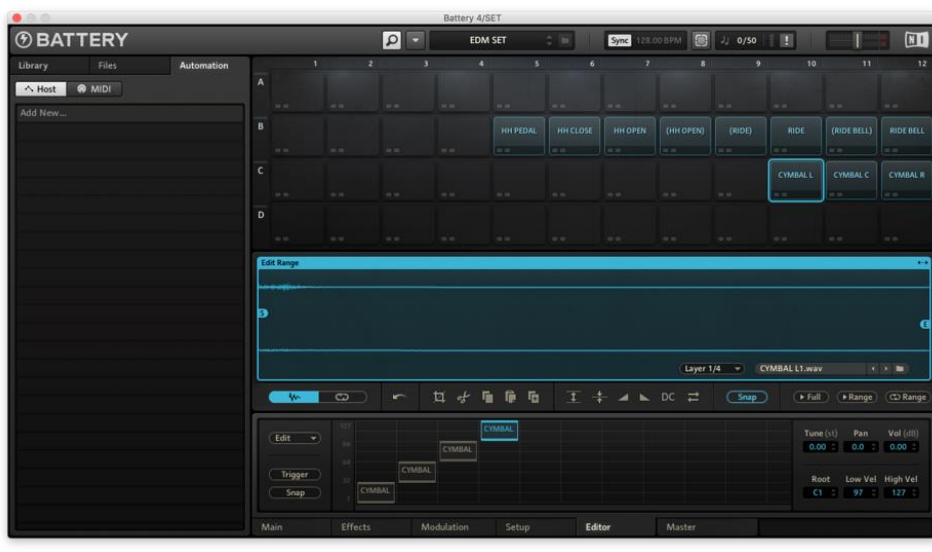 Battery 4/SET
BATTERY
EDM SET
Sync 128.00 BPM
0/50
!
NI
Library Files Automation
Host MIDI
Add New...
1 2 3 4 5 6 7 8 9 10 11 12
A
B
HH PEDAL HH CLOSE HH OPEN (HH OPEN) (RIDE) RIDE (RIDE BELL) RIDE BELL
C
CYMBAL L CYMBAL C CYMBAL R
D
Edit Range
S
E
Layer 1/4 CYMBAL L1.wav
DC Snap Full Range Range
Edit
Trigger
Snap
127
32
1
CYMBAL
CYMBAL
CYMBAL
CYMBAL
Tune (st) Pan Vol (dB)
0.00 0.0 0.00
Root Low Vel High Vel
C1 97 127
Main Effects Modulation Setup Editor Master